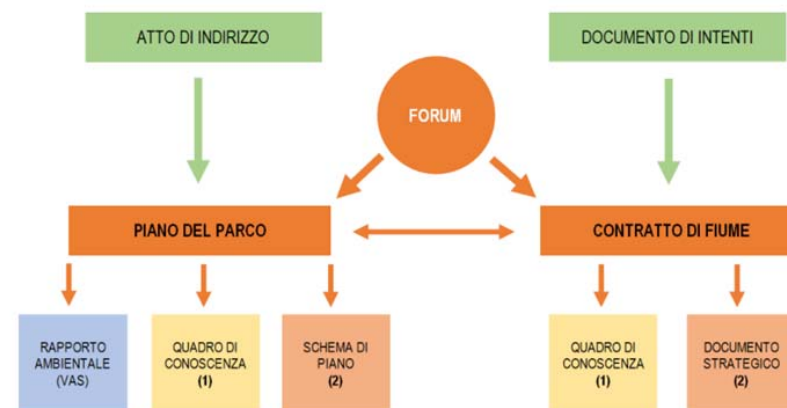 ATTO DI INDIRIZZO
DOCUMENTO DI INTENTI
FORUM
PIANO DEL PARCO
CONTRATTO DI FIUME
RAPPORTO
AMBIENTALE
(VAS)
QUADRO DI
CONOSCENZA
(1)
SCHEMA DI
PIANO
(2)
QUADRO DI
CONOSCENZA
(1)
DOCUMENTO
STRATEGICO
(2)